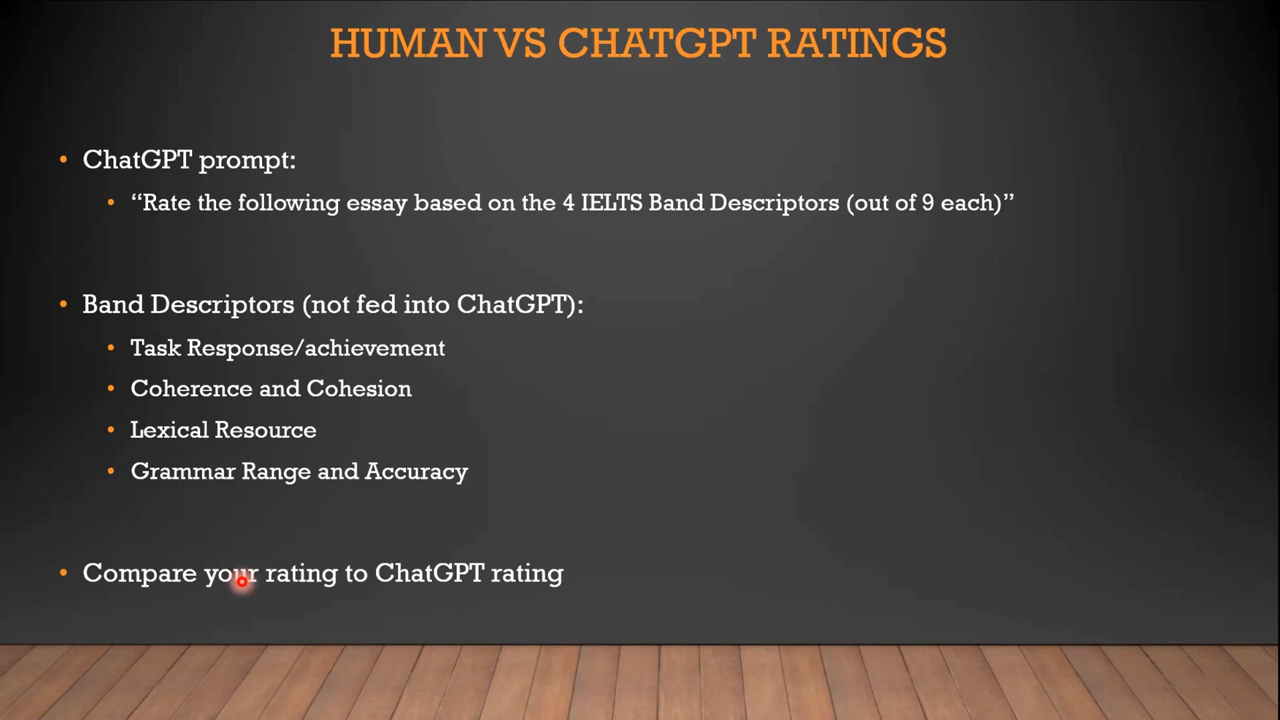 HUMAN VS CHATGPT RATINGS
• ChatGPT prompt:
• “Rate the following essay based on the 4 IELTS Band Descriptors (out of 9 each)”
• Band Descriptors (not fed into ChatGPT):
• Task Response/achievement
• Coherence and Cohesion
• Lexical Resource
• Grammar Range and Accuracy
• Compare your rating to ChatGPT rating